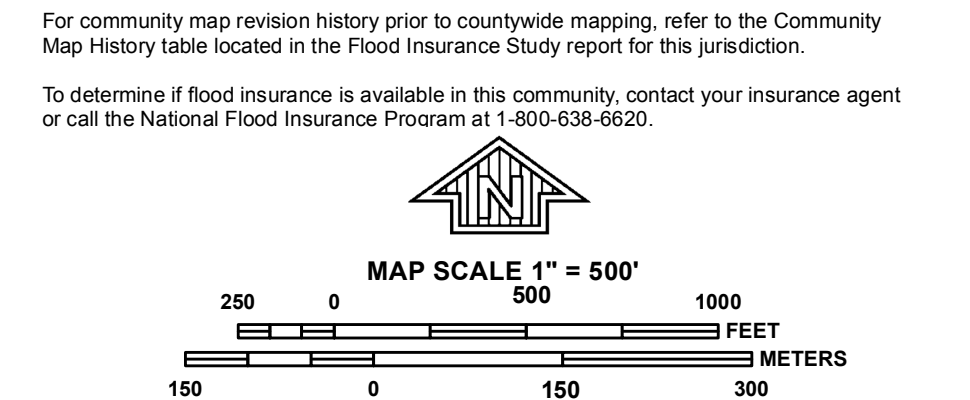 For community map revision history prior to countywide mapping, refer to the Community
Map History table located in the Flood Insurance Study report for this jurisdiction.
To determine if flood insurance is available in this community, contact your insurance agent
or call the National Flood Insurance Program at 1-800-638-6620.
N
MAP SCALE 1" = 500'
250 0 500 1000
FEET
METERS
150 0 150 300